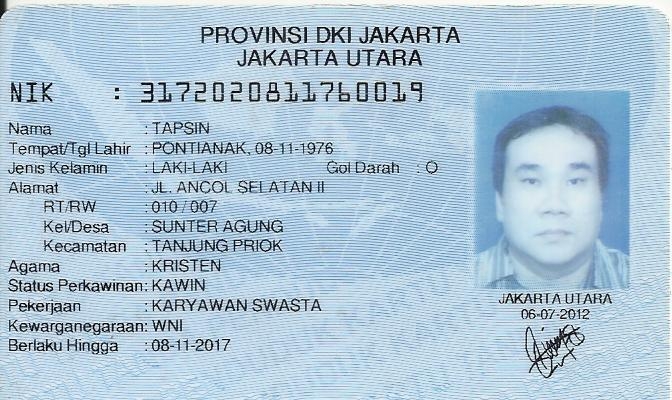 PROVINSI DKI JAKARTA
JAKARTA UTARA
NIK : 3172020811760019
Nama : TAPSIN
Tempat/Tgl Lahir : PONTIANAK, 08-11-1976
Jenis Kelamin : LAKI-LAKI Gol Darah : O
Alamat : JL. ANCOL SELATAN II
RT/RW : 010 / 007
Kel/Desa : SUNTER AGUNG
Kecamatan : TANJUNG PRIOK
Agama : KRISTEN
Status Perkawinan: KAWIN
Pekerjaan : KARYAWAN SWASTA
Kewarganegaraan: WNI
Berlaku Hingga : 08-11-2017
JAKARTA UTARA
06-07-2012